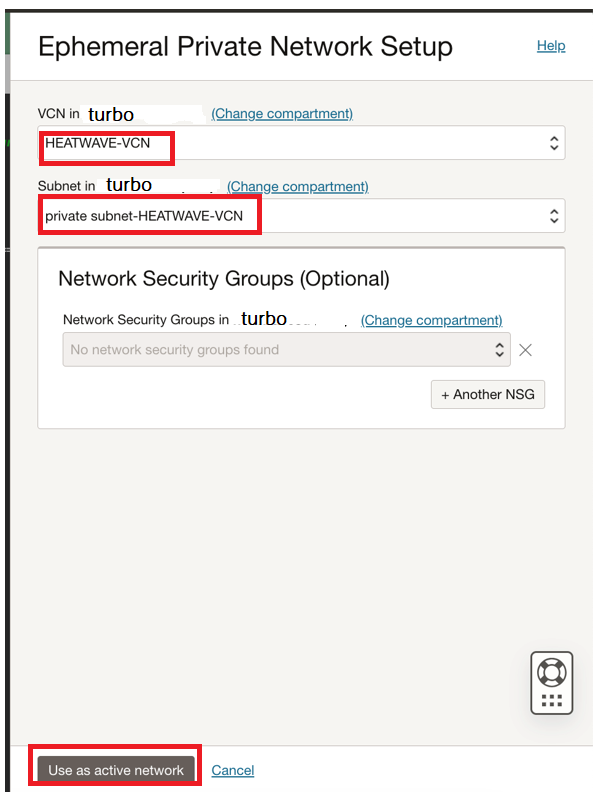 Ephemeral Private Network Setup
Help
VCN in turbo (Change compartment)
HEATWAVE-VCN
Subnet in turbo (Change compartment)
private subnet-HEATWAVE-VCN
Network Security Groups (Optional)
Network Security Groups in turbo (Change compartment)
No network security groups found
+ Another NSG
Use as active network
Cancel